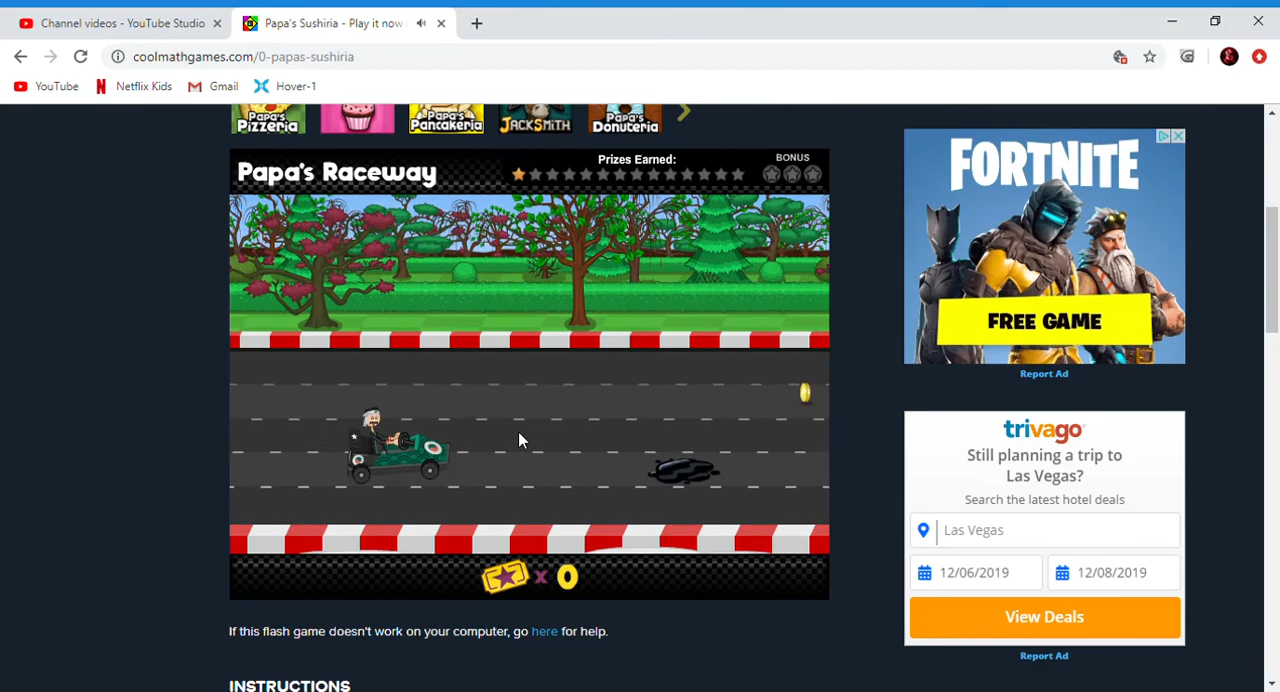 Channel videos - YouTube Studio
Papa's Sushiria - Play it now
coolmathgames.com/0-papas-sushiria
YouTube
Netflix Kids
Gmail
Hover-1
Papa's Pizzeria
Papa's Pancakeria
JACKSMITH
Papa's Donuteria
Papa's Raceway
Prizes Earned:
BONUS
x 0
If this flash game doesn't work on your computer, go here for help.
INSTRUCTIONS
FORTNITE
FREE GAME
Report Ad
trivago
Still planning a trip to
Las Vegas?
Search the latest hotel deals
Las Vegas
12/06/2019
12/08/2019
View Deals
Report Ad